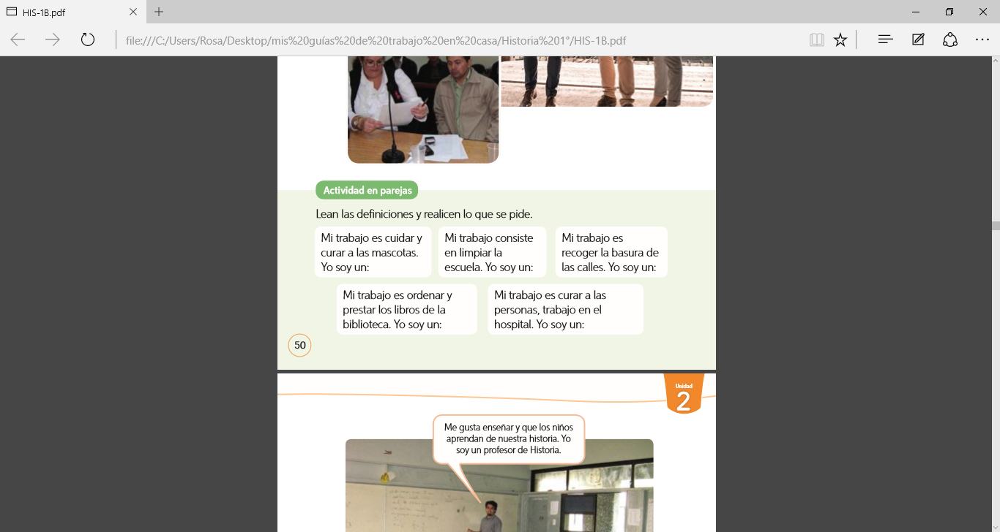 HIS-1B.pdf
file:///C:/Users/Rosa/Desktop/mis%20guías%20de%20trabajo%20en%20casa/Historia%201°/HIS-1B.pdf
Actividad en parejas
Lean las definiciones y realicen lo que se pide.
Mi trabajo es cuidar y
curar a las mascotas.
Yo soy un:
Mi trabajo consiste
en limpiar la
escuela. Yo soy un:
Mi trabajo es
recoger la basura de
las calles. Yo soy un:
Mi trabajo es ordenar y
prestar los libros de la
biblioteca. Yo soy un:
Mi trabajo es curar a las
personas, trabajo en el
hospital. Yo soy un:
50
Unidad
2
Me gusta enseñar y que los niños
aprendan de nuestra historia. Yo
soy un profesor de Historia.